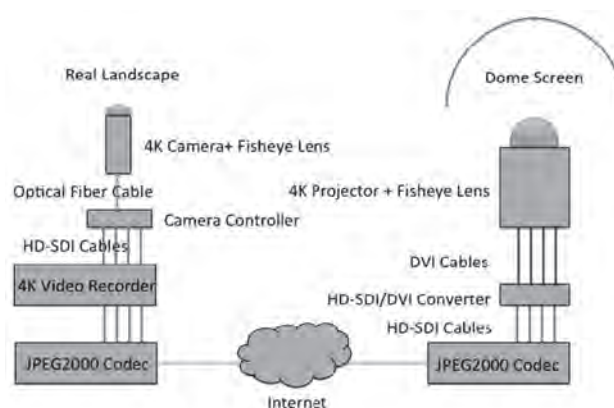 Real Landscape
Dome Screen
4K Camera+ Fisheye Lens
Optical Fiber Cable
4K Projector + Fisheye Lens
Camera Controller
HD-SDI Cables
DVI Cables
4K Video Recorder
HD-SDI/DVI Converter
HD-SDI Cables
JPEG2000 Codec
JPEG2000 Codec
Internet